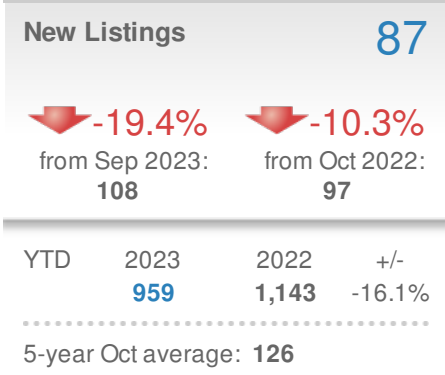 New Listings 87
-19.4% -10.3%
from Sep 2023: from Oct 2022:
108 97
YTD 2023 2022 +/-
959 1,143 -16.1%
5-year Oct average: 126